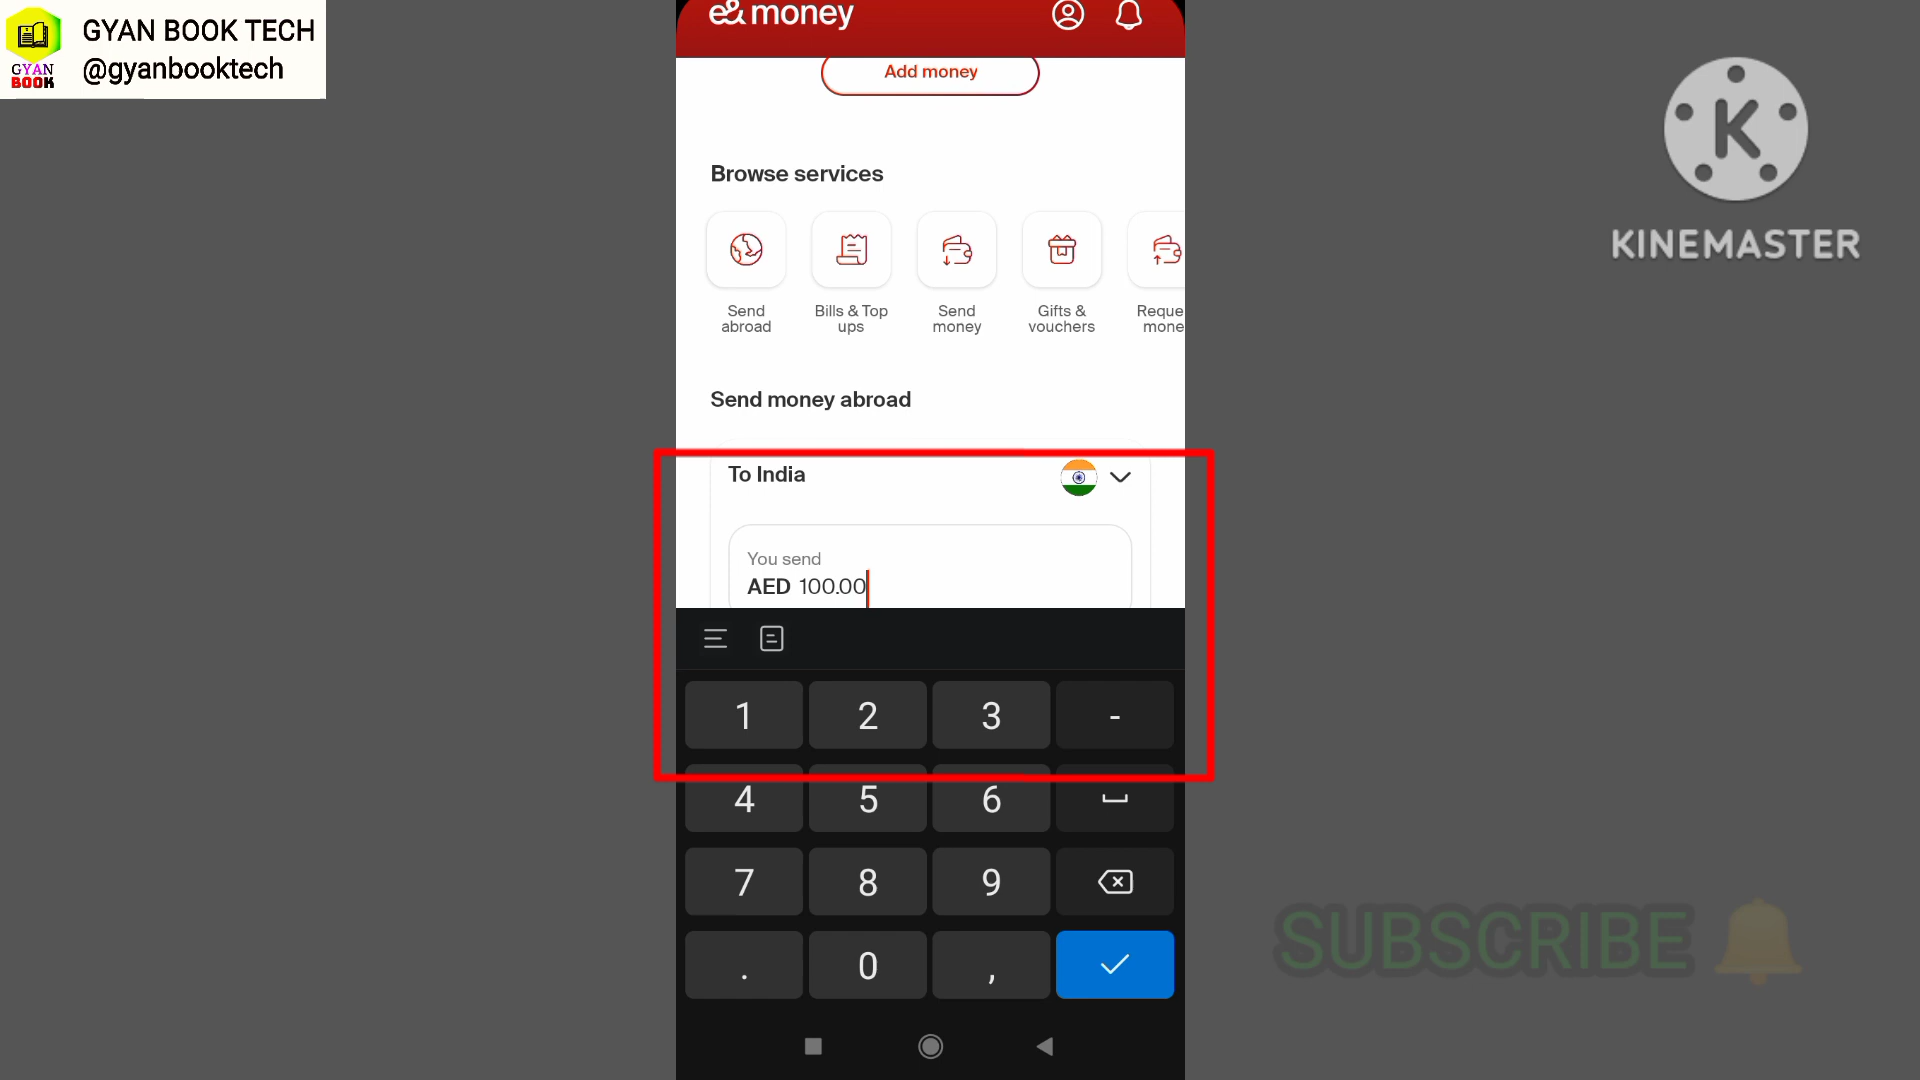 GYAN BOOK TECH
@gyanbooktech
GYAN
BOOK
e& money
Add money
Browse services
Send
abroad
Bills & Top
ups
Send
money
Gifts &
vouchers
Reque
mone
Send money abroad
To India
You send
AED 100.00
1 2 3 -
4 5 6
7 8 9
. 0 ,
K
KINEMASTER
SUBSCRIBE